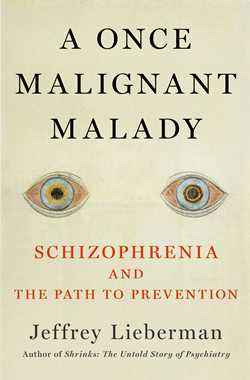 A ONCE
MALIGNANT
MALADY
SCHIZOPHRENIA
AND
THE PATH TO PREVENTION
Jeffrey Lieberman
Author of Shrinks: The Untold Story of Psychiatry